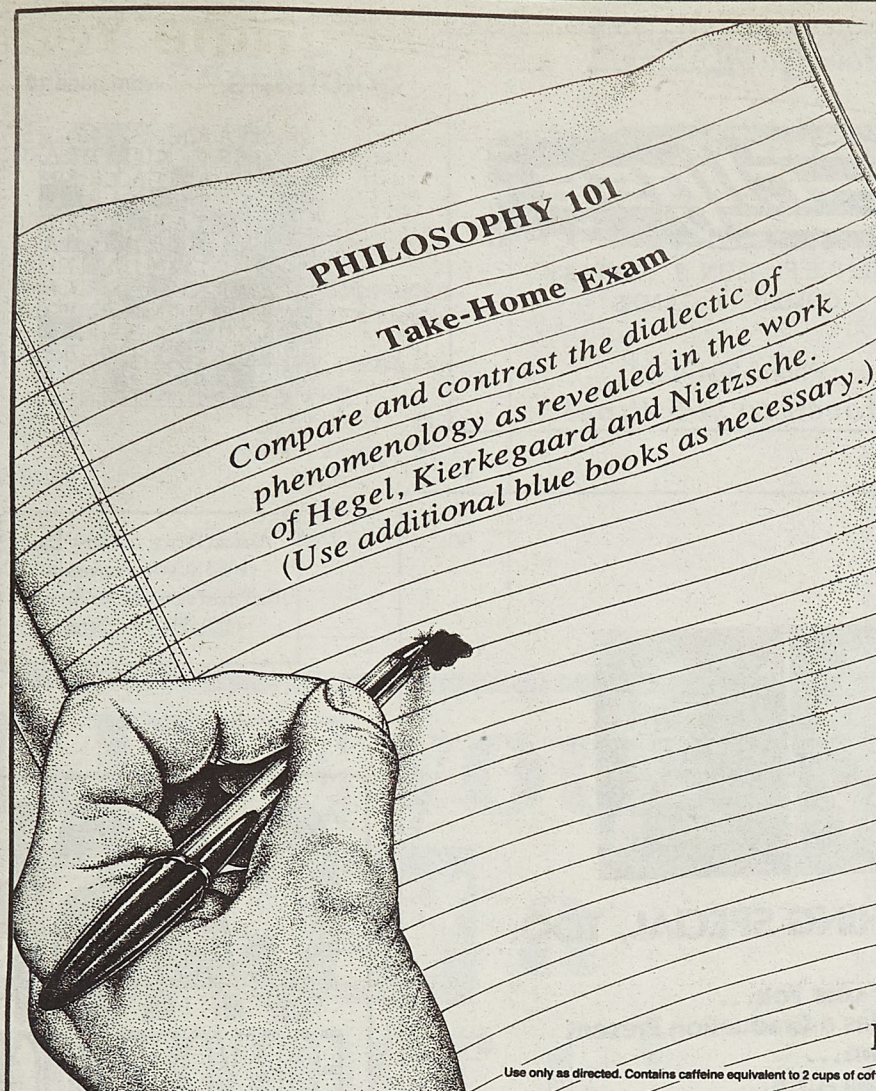 PHILOSOPHY 101
Take-Home Exam
Compare and contrast the dialectic of
phenomenology as revealed in the work
of Hegel, Kierkegaard and Nietzsche.
(Use additional blue books as necessary.)
Use only as directed. Contains caffeine equivalent to 2 cups of